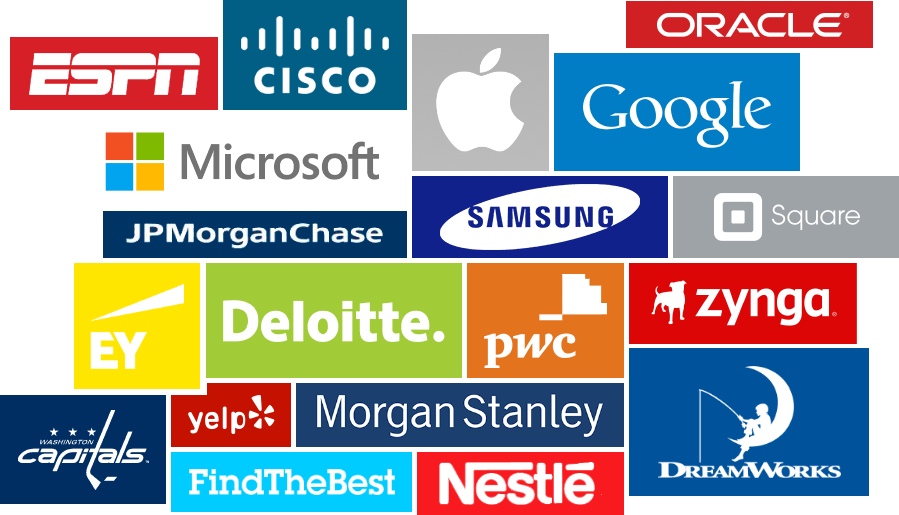 ORACLE®
ESPN
CISCO
Google
Microsoft
SAMSUNG
Square
JPMorganChase
EY
Deloitte.
pwc
zynga
yelp
Morgan Stanley
WASHINGTON
capitals
DREAMWORKS
FindTheBest
Nestlé